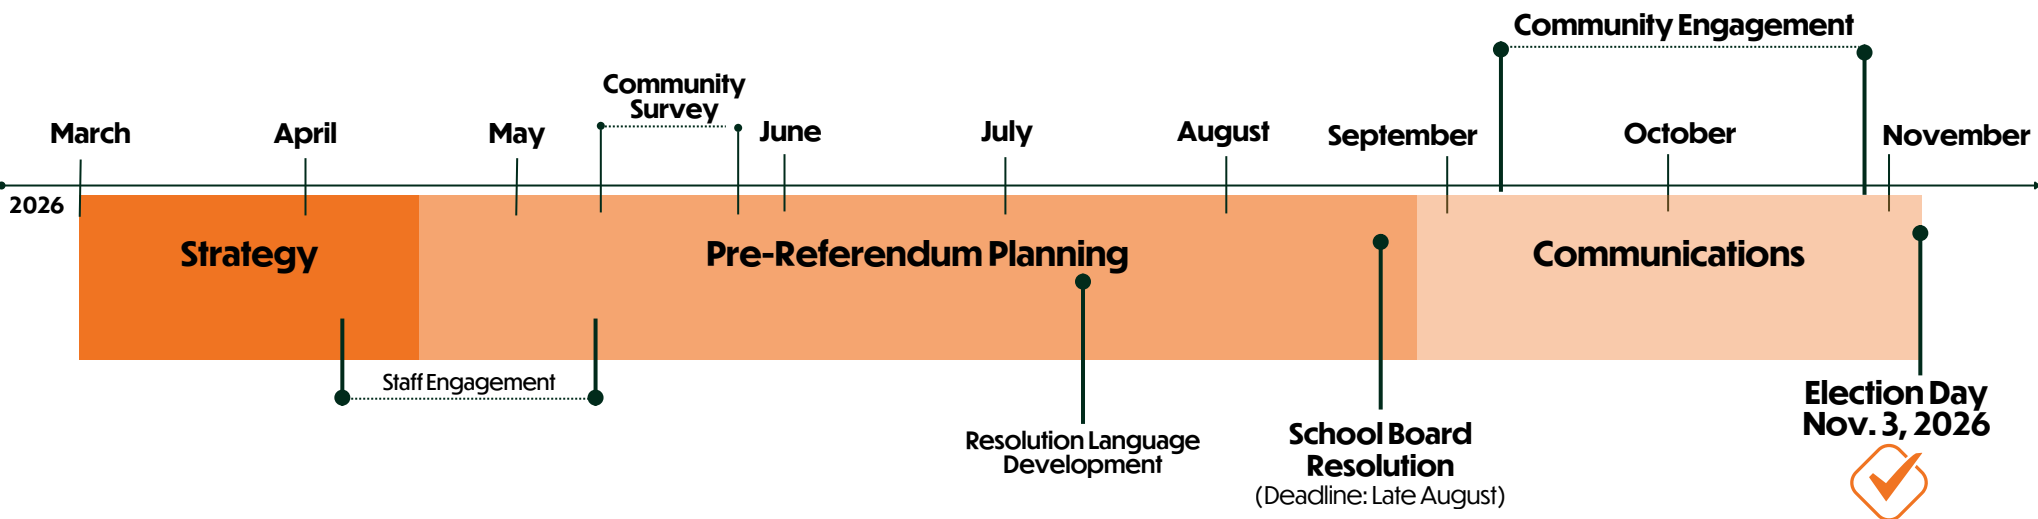 Community Engagement
Community
Survey
March
April
May
June
July
August
September
October
November
2026
Strategy
Pre-Referendum Planning
Communications
Staff Engagement
Resolution Language
Development
School Board
Resolution
(Deadline: Late August)
Election Day
Nov. 3, 2026